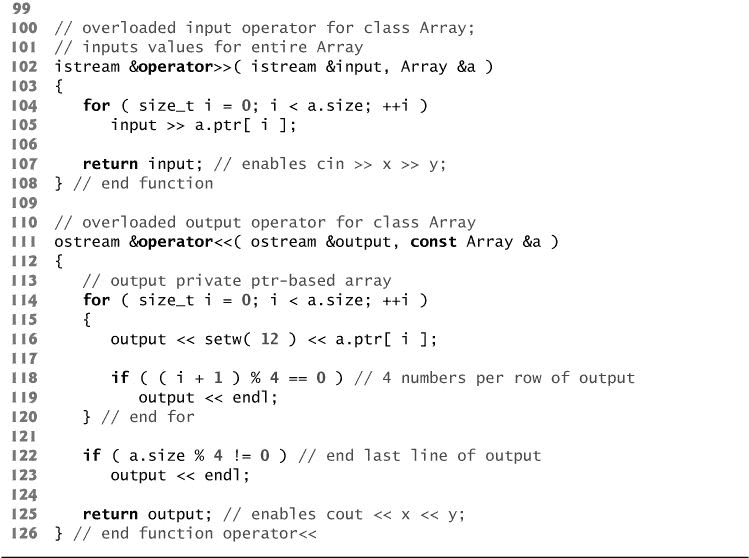 99
100 // overloaded input operator for class Array;
101 // inputs values for entire Array
102 istream &operator>>( istream &input, Array &a )
103 {
104    for ( size_t i = 0; i < a.size; ++i )
105       input >> a.ptr[ i ];
106
107    return input; // enables cin >> x >> y;
108 } // end function
109
110 // overloaded output operator for class Array
111 ostream &operator<<( ostream &output, const Array &a )
112 {
113    // output private ptr-based array
114    for ( size_t i = 0; i < a.size; ++i )
115    {
116       output << setw( 12 ) << a.ptr[ i ];
117
118       if ( ( i + 1 ) % 4 == 0 ) // 4 numbers per row of output
119          output << endl;
120    } // end for
121
122    if ( a.size % 4 != 0 ) // end last line of output
123       output << endl;
124
125    return output; // enables cout << x << y;
126 } // end function operator<<